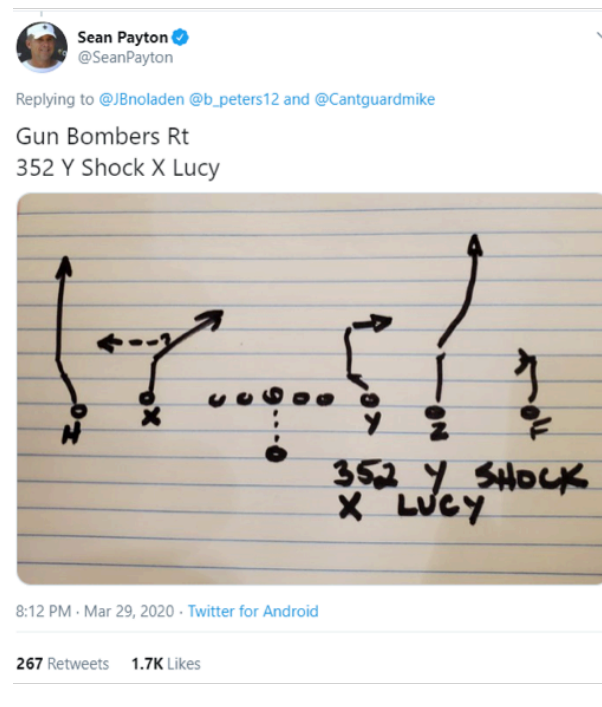 Sean Payton
@SeanPayton
Replying to @JBnoladen @b_peters12 and @Cantguardmike
Gun Bombers Rt
352 Y Shock X Lucy
?
H
X
Y
Z
F
352 Y SHOCK
X LUCY
8:12 PM · Mar 29, 2020 · Twitter for Android
267 Retweets 1.7K Likes